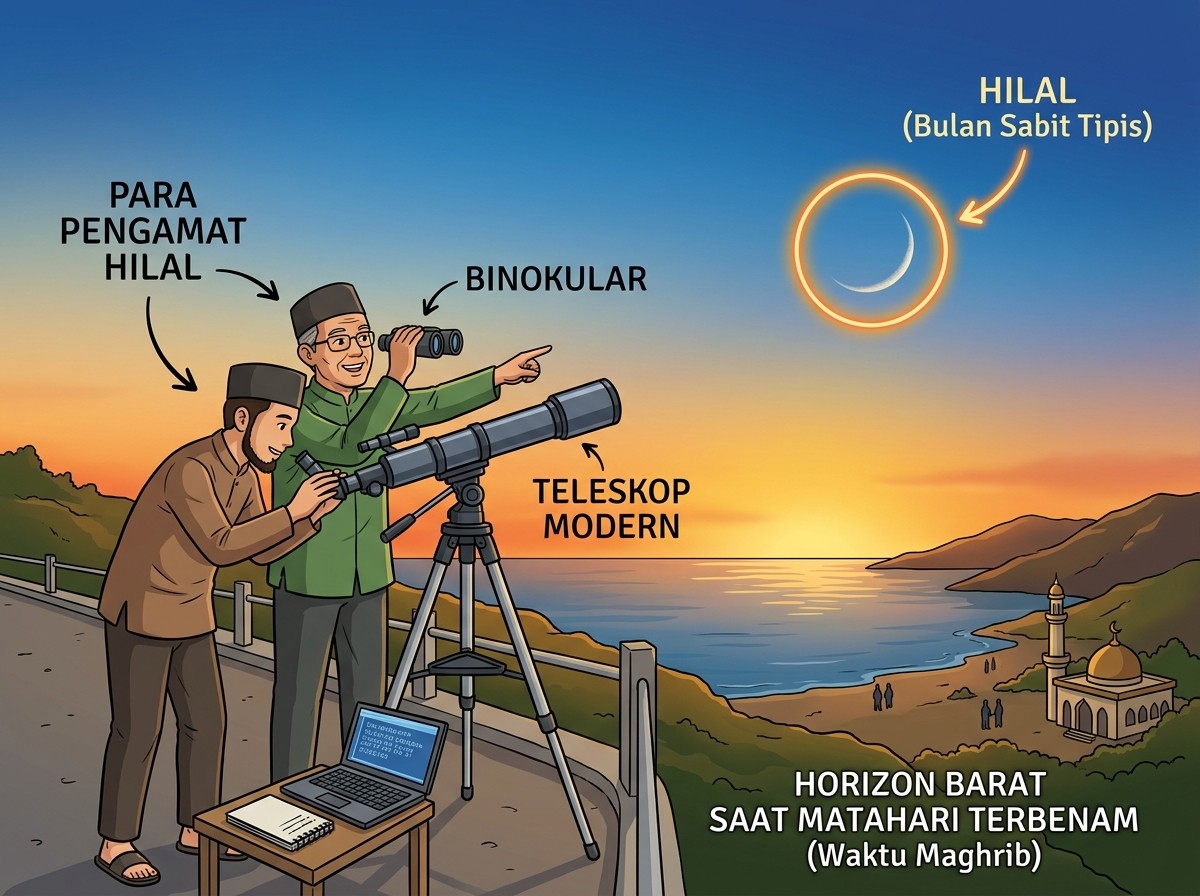 HILAL
(Bulan Sabit Tipis)
PARA
PENGAMAT
HILAL
BINOKULAR
TELESKOP
MODERN
HORIZON BARAT
SAAT MATAHARI TERBENAM
(Waktu Maghrib)